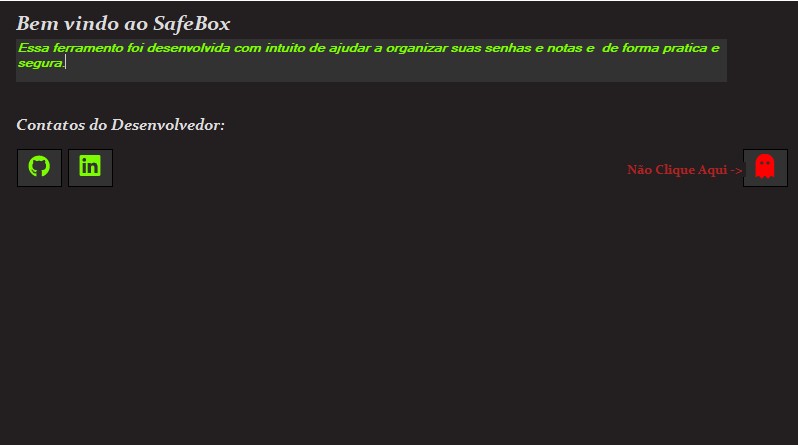 Bem vindo ao SafeBox
Essa ferramento foi desenvolvida com intuito de ajudar a organizar suas senhas e notas e  de forma pratica e
segura.
Contatos do Desenvolvedor:
in
Não Clique Aqui ->